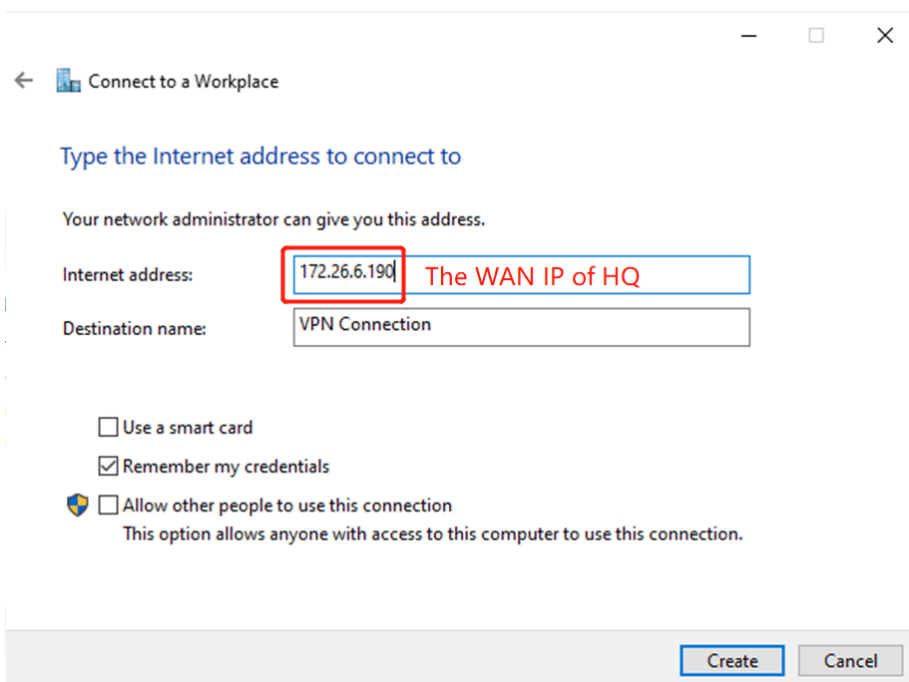 Connect to a Workplace
Type the Internet address to connect to
Your network administrator can give you this address.
Internet address:
172.26.6.190
The WAN IP of HQ
Destination name:
VPN Connection
Use a smart card
Remember my credentials
Allow other people to use this connection
This option allows anyone with access to this computer to use this connection.
Create
Cancel